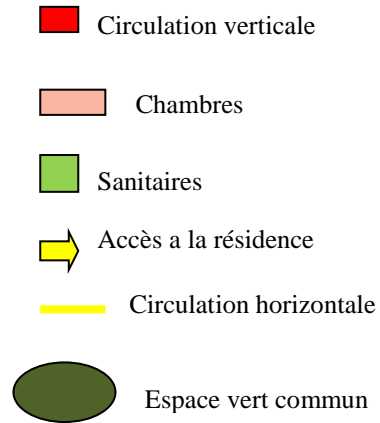 Circulation verticale
Chambres
Sanitaires
Accès a la résidence
Circulation horizontale
Espace vert commun